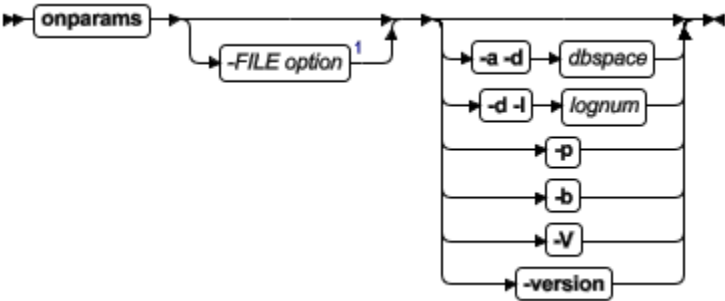 onparams
-FILE option 1
-a -d dbspace
-d -l lognum
-p
-b
-V
-version